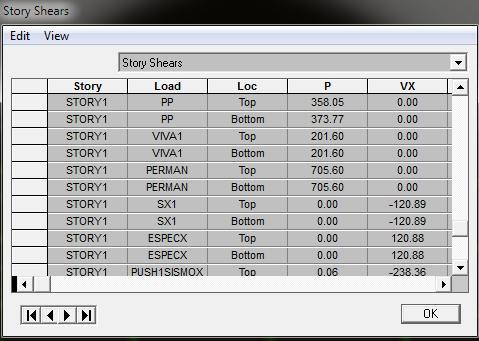 Story Shears
Edit View
Story Shears
Story Load Loc P VX
STORY1 PP Top 358.05 0.00
STORY1 PP Bottom 373.77 0.00
STORY1 VIVA1 Top 201.60 0.00
STORY1 VIVA1 Bottom 201.60 0.00
STORY1 PERMAN Top 705.60 0.00
STORY1 PERMAN Bottom 705.60 0.00
STORY1 SX1 Top 0.00 -120.89
STORY1 SX1 Bottom 0.00 -120.89
STORY1 ESPECX Top 0.00 120.88
STORY1 ESPECX Bottom 0.00 120.88
STORY1 PUSH1SISMOX Top 0.06 -238.36
OK